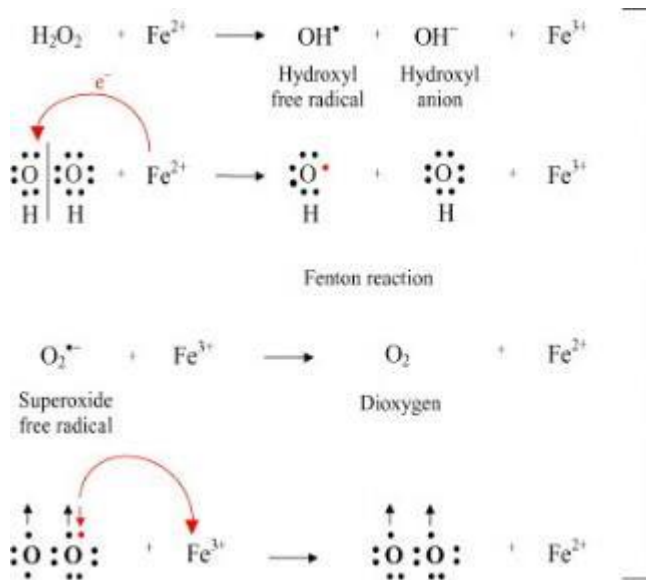 H₂O₂ + Fe²⁺ → OH• + OH⁻ + Fe³⁺
Hydroxyl free radical Hydroxyl anion
e⁻
O O + Fe²⁺ → O + O + Fe³⁺
H H H H
Fenton reaction
O₂•⁻ + Fe³⁺ → O₂ + Fe²⁺
Superoxide free radical Dioxygen
O O + Fe³⁺ → O O + Fe²⁺